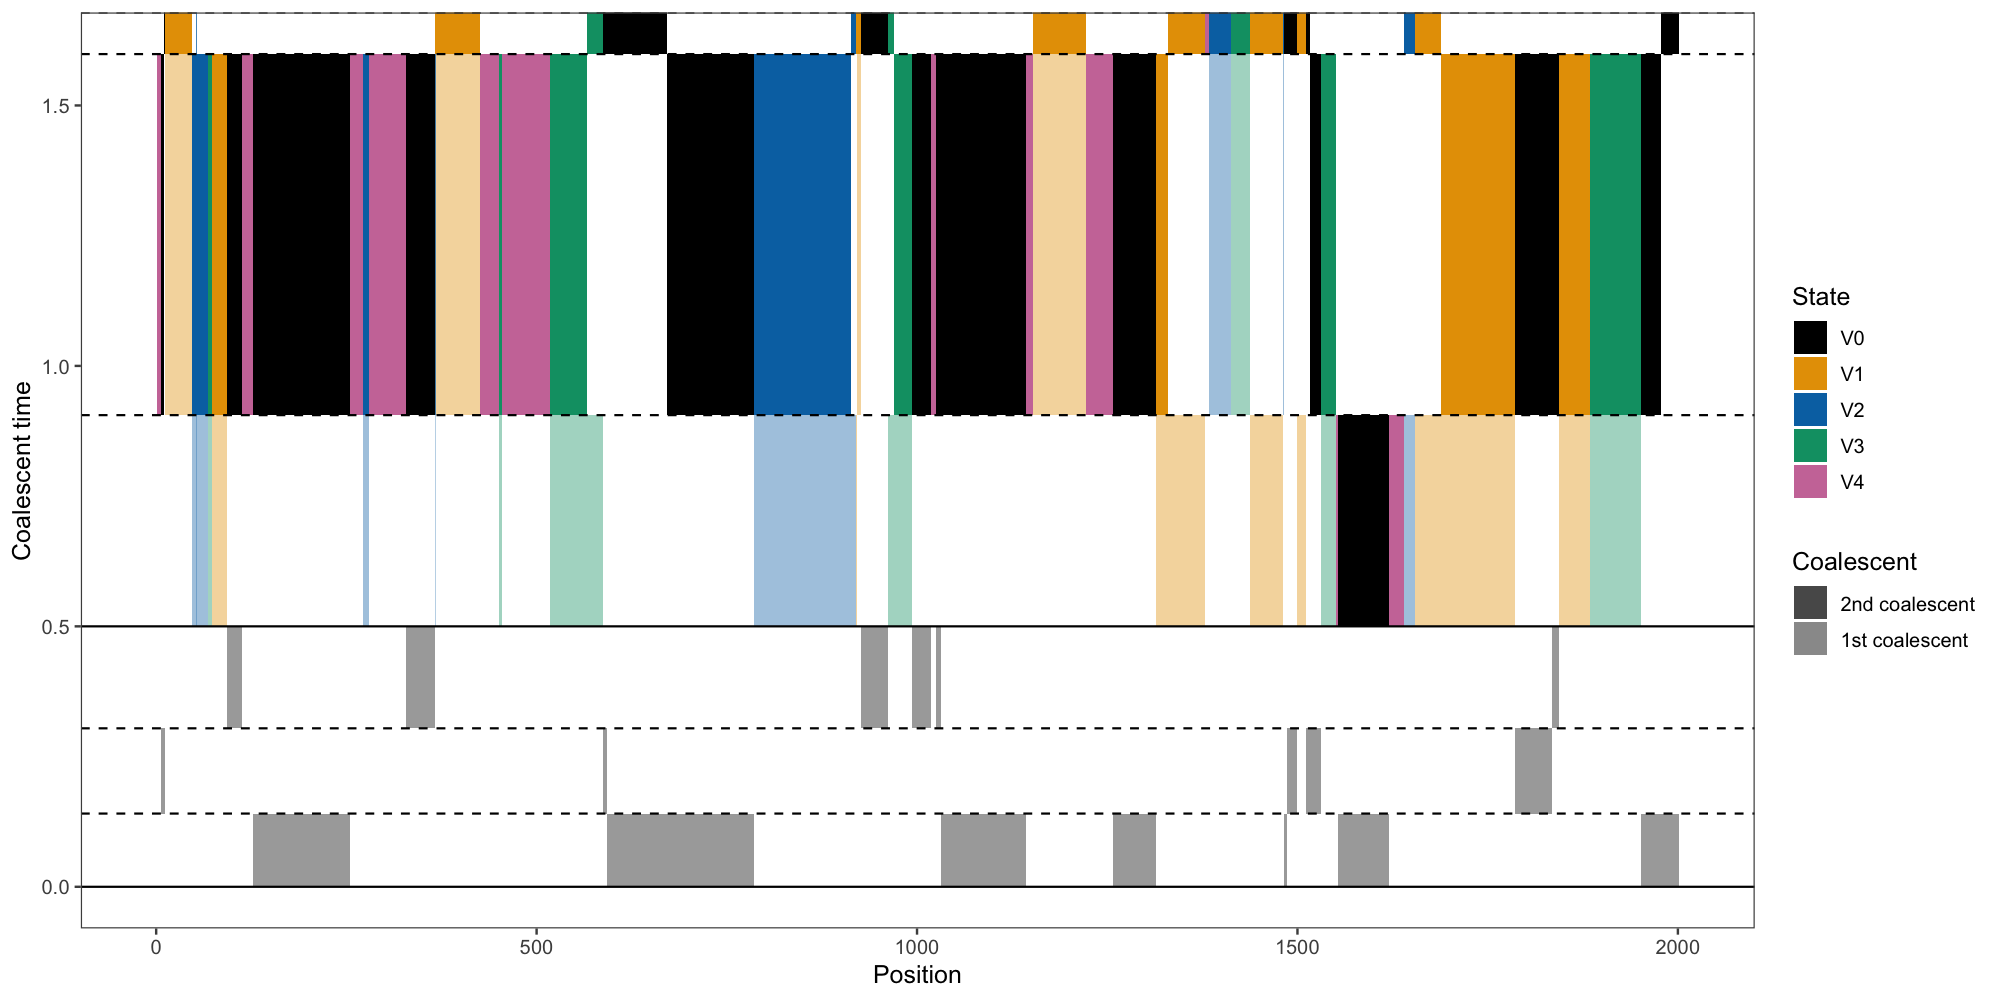 Coalescent time
1.5
1.0
0.5
0.0
0
500
1000
1500
2000
Position
State
V0
V1
V2
V3
V4
Coalescent
2nd coalescent
1st coalescent